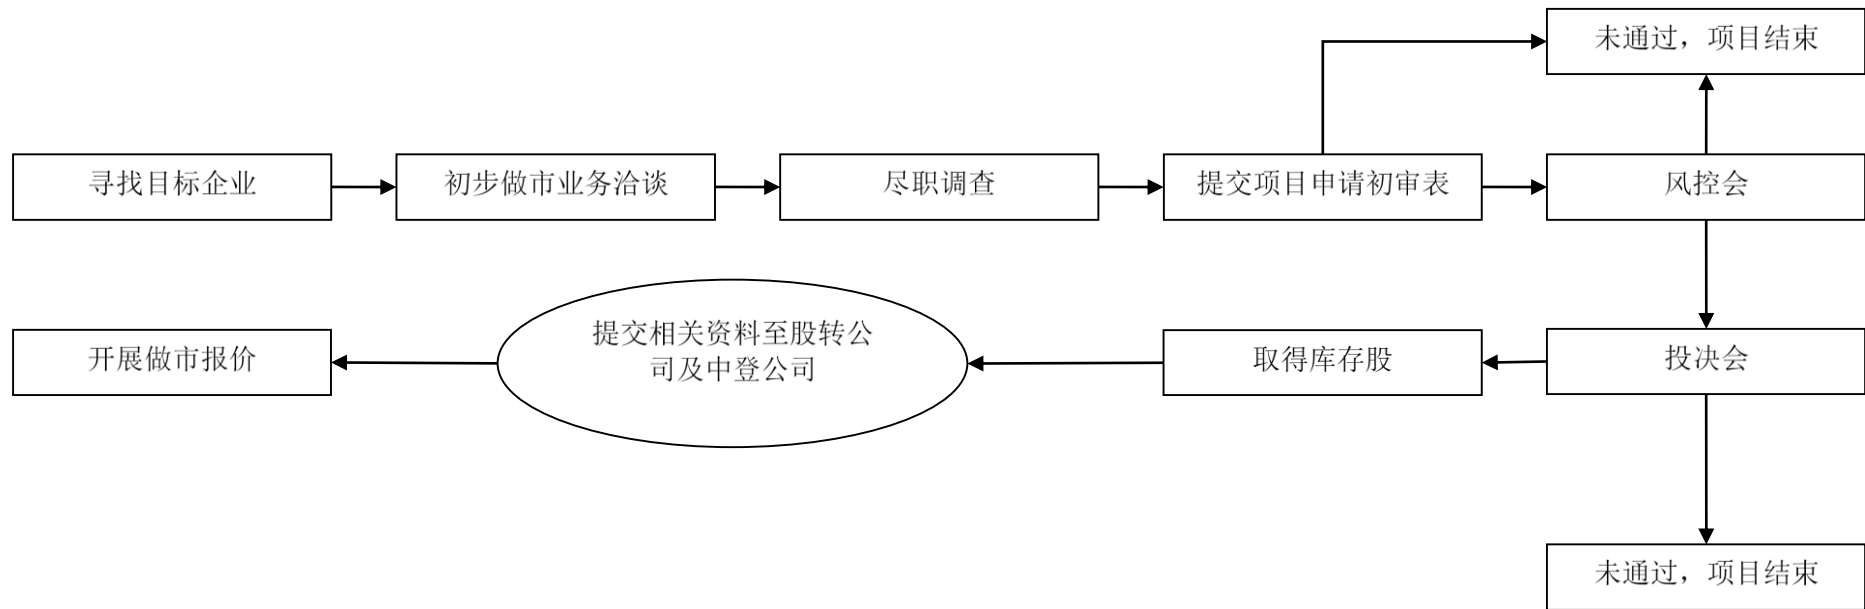 未通过，项目结束
寻找目标企业
初步做市业务洽谈
尽职调查
提交项目申请初审表
风控会
提交相关资料至股转公
司及中登公司
开展做市报价
取得库存股
投决会
未通过，项目结束